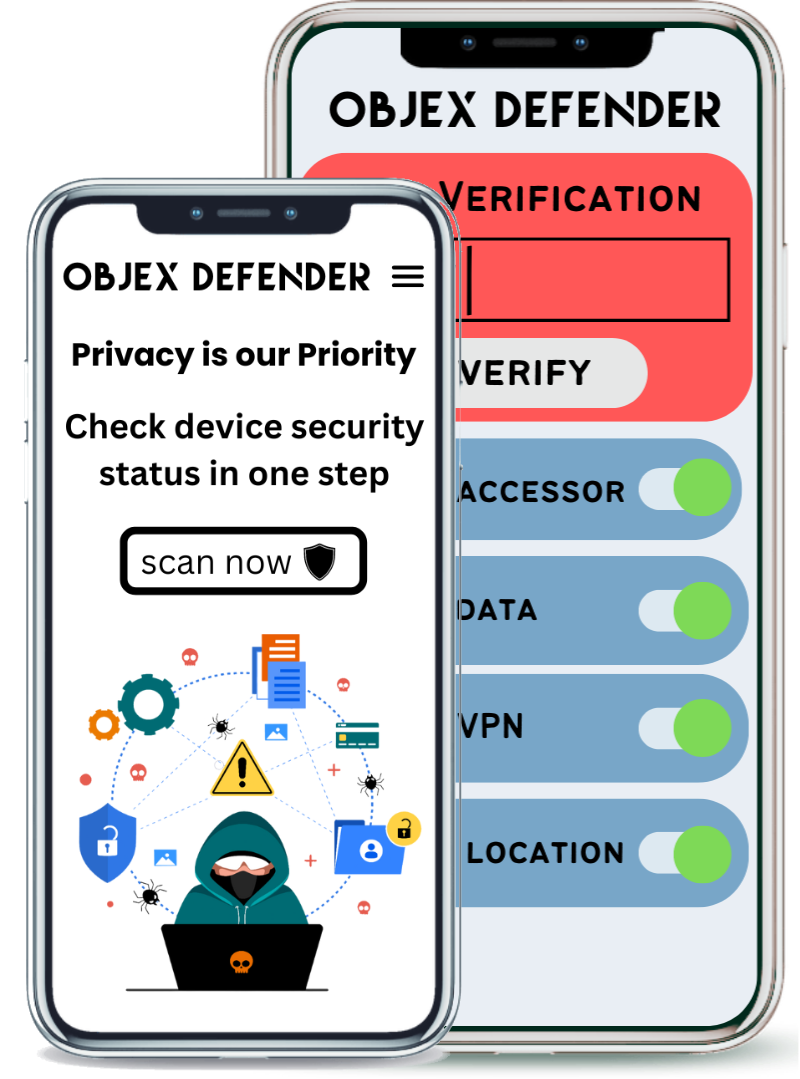 OBJEX DEFENDER
VERIFICATION
VERIFY
ACCESSOR
DATA
VPN
LOCATION
OBJEX DEFENDER
Privacy is our Priority
Check device security
status in one step
scan now